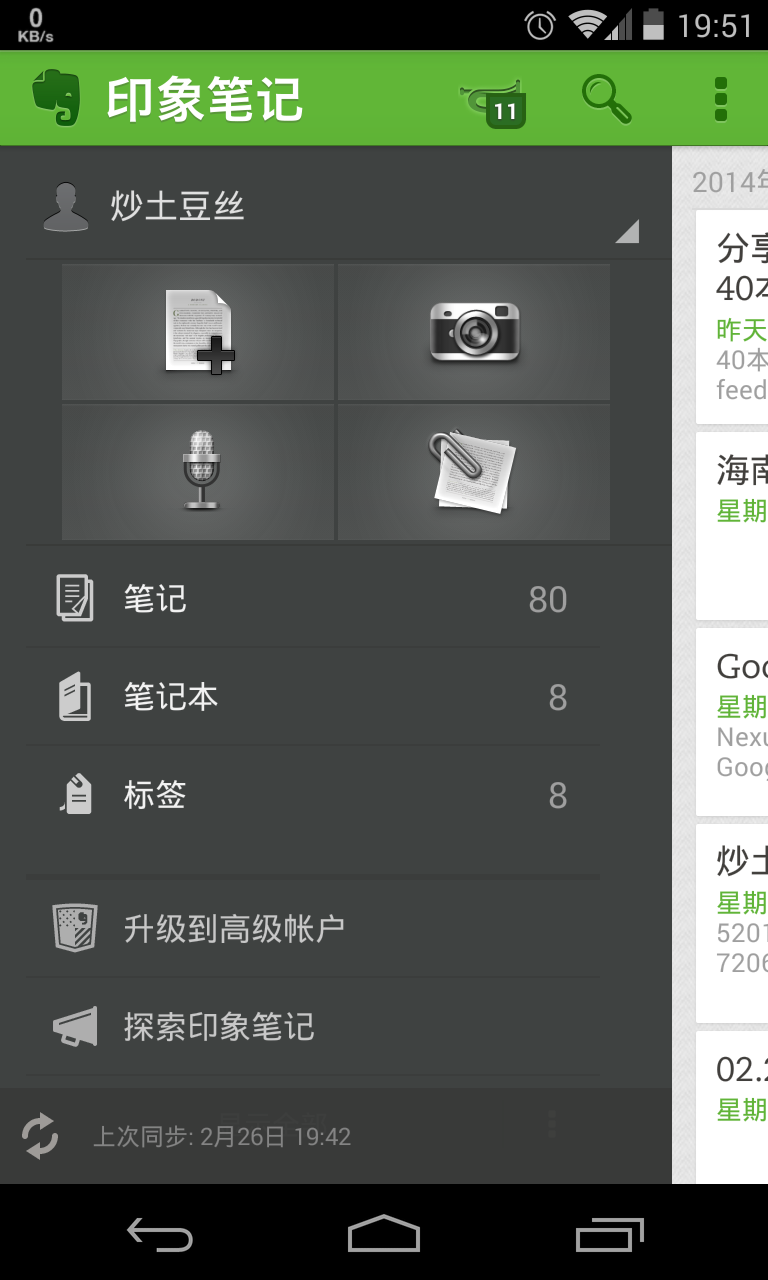 0
KB/s
19:51
印象笔记
11
炒土豆丝
笔记 80
笔记本 8
标签 8
升级到高级帐户
探索印象笔记
上次同步: 2月26日 19:42
2014年
分享
40本
昨天
40本
feed
海南
星期
Goo
星期
Nexu
Goog
炒土
星期
5201
7206
02.2
星期